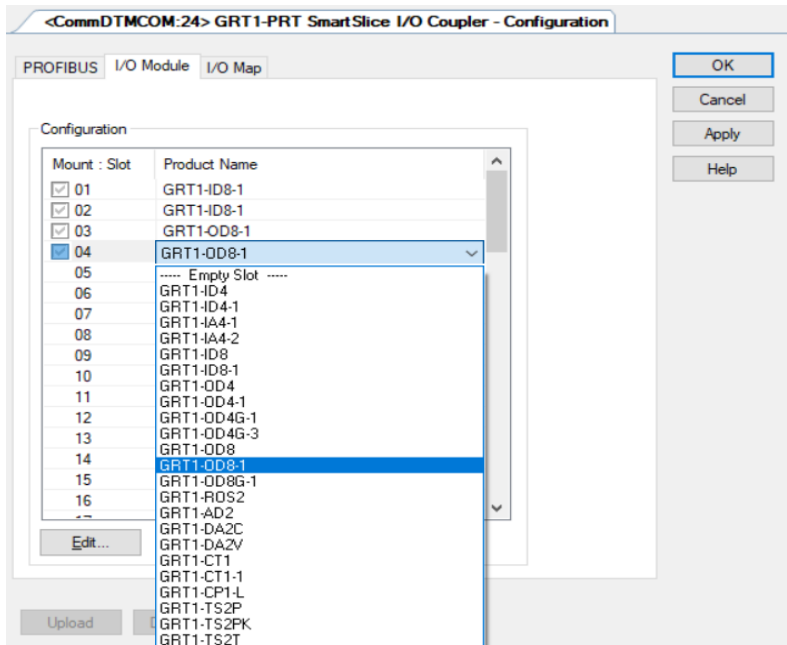 <CommDTMCOM:24> GRT1-PRT SmartSlice I/O Coupler - Configuration
PROFIBUS I/O Module I/O Map
OK
Cancel
Apply
Help
Configuration
Mount : Slot Product Name
01 GRT1-ID8-1
02 GRT1-ID8-1
03 GRT1-OD8-1
04 GRT1-OD8-1
05
06
07
08
09
10
11
12
13
14
15
16
----- Empty Slot -----
GRT1-ID4
GRT1-ID4-1
GRT1-IA4-1
GRT1-IA4-2
GRT1-ID8
GRT1-ID8-1
GRT1-OD4
GRT1-OD4-1
GRT1-OD4G-1
GRT1-OD4G-3
GRT1-OD8
GRT1-OD8-1
GRT1-OD8G-1
GRT1-ROS2
GRT1-AD2
GRT1-DA2C
GRT1-DA2V
GRT1-CT1
GRT1-CT1-1
GRT1-CP1-L
GRT1-TS2P
GRT1-TS2PK
GRT1-TS2T
Edit...
Upload